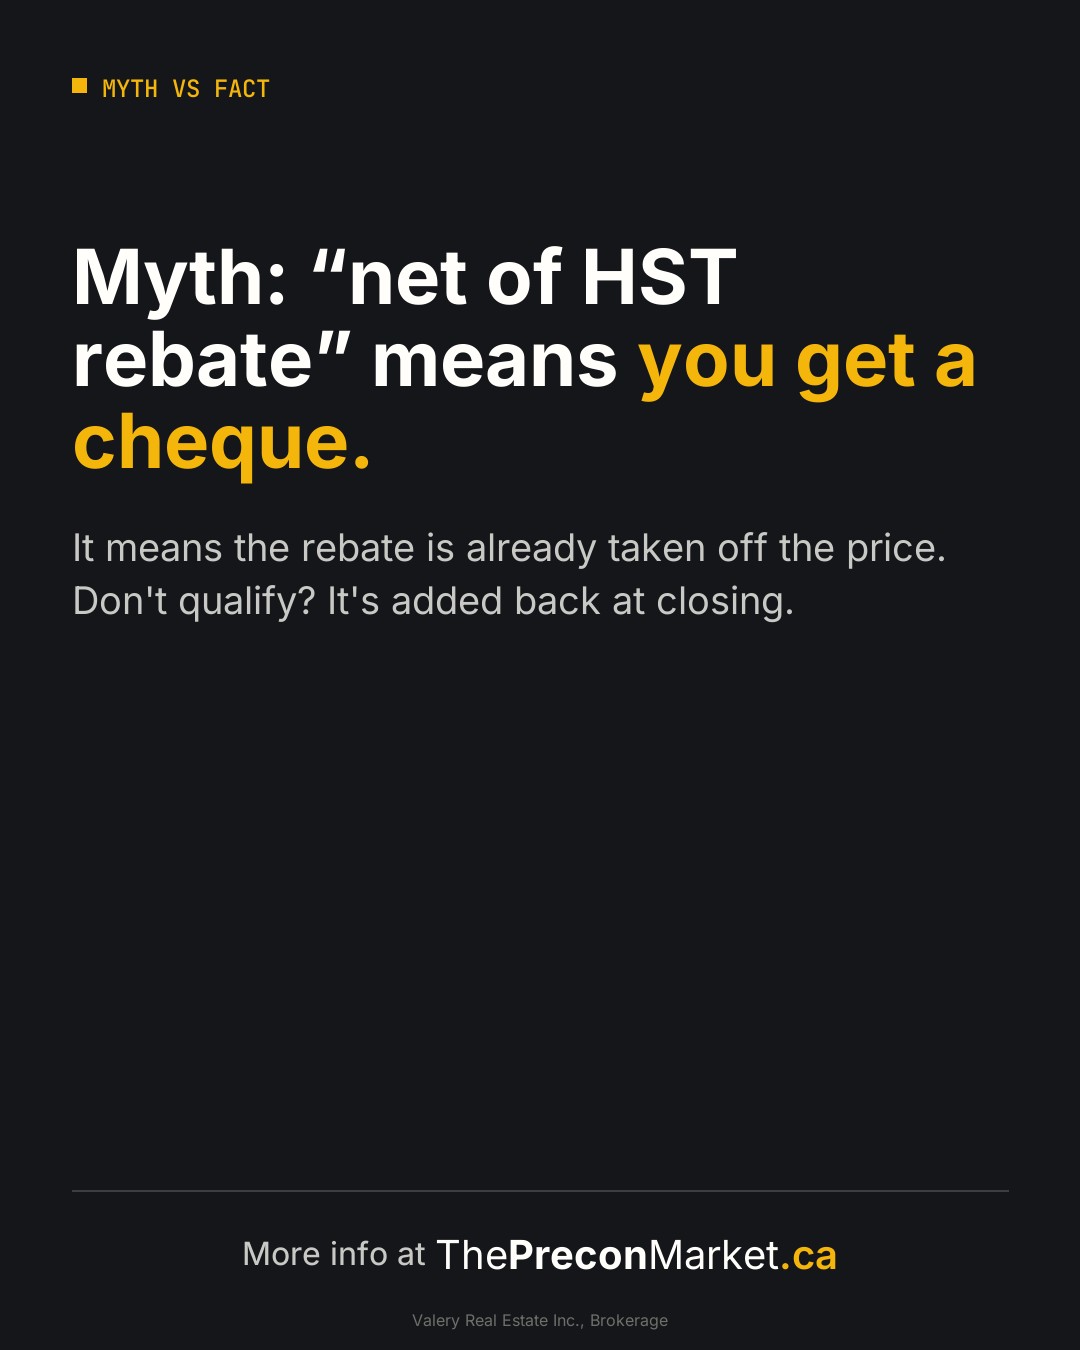 MYTH VS FACT
Myth: “net of HST
rebate” means you get a
cheque.
It means the rebate is already taken off the price.
Don't qualify? It's added back at closing.
More info at ThePreconMarket.ca
Valery Real Estate Inc., Brokerage